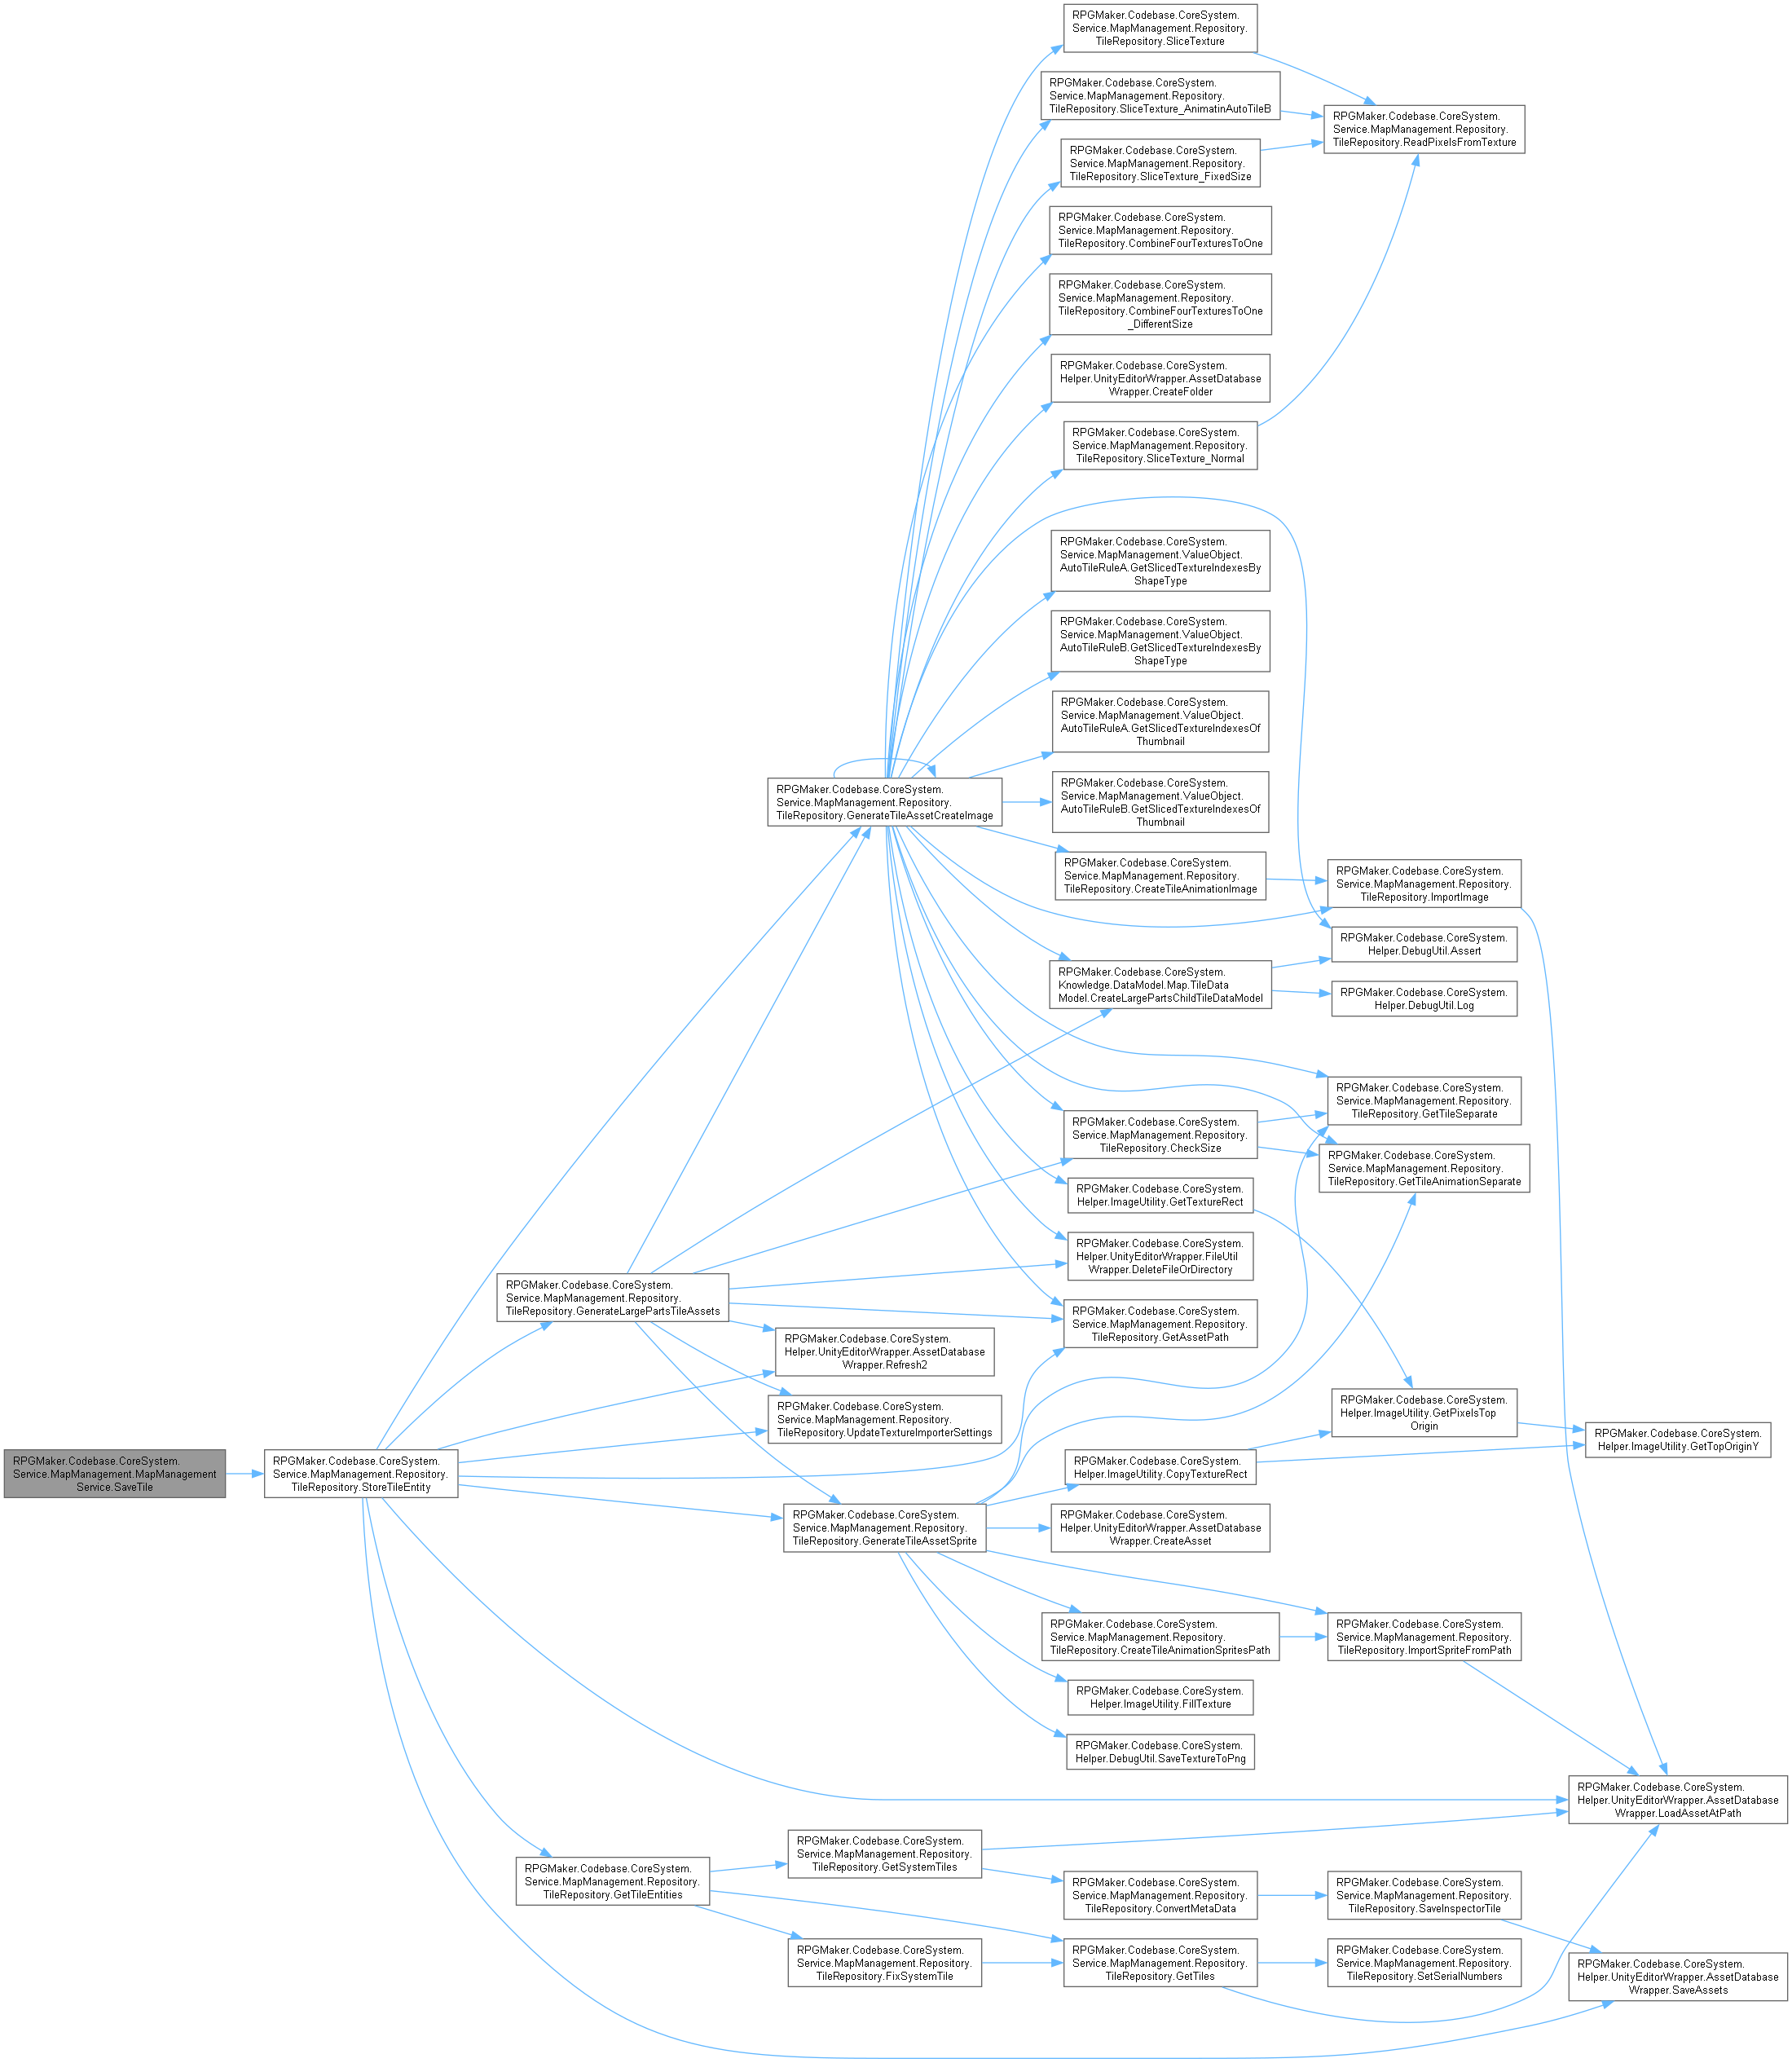 RPGMaker.Codebase.CoreSystem.
Service.MapManagement.Repository.
TileRepository.SliceTexture
RPGMaker.Codebase.CoreSystem.
Service.MapManagement.Repository.
TileRepository.SliceTexture_AnimatinAutoTileB
RPGMaker.Codebase.CoreSystem.
Service.MapManagement.Repository.
TileRepository.ReadPixelsFromTexture
RPGMaker.Codebase.CoreSystem.
Service.MapManagement.Repository.
TileRepository.SliceTexture_FixedSize
RPGMaker.Codebase.CoreSystem.
Service.MapManagement.Repository.
TileRepository.CombineFourTexturesToOne
RPGMaker.Codebase.CoreSystem.
Service.MapManagement.Repository.
TileRepository.CombineFourTexturesToOne
_DifferentSize
RPGMaker.Codebase.CoreSystem.
Helper.UnityEditorWrapper.AssetDatabase
Wrapper.CreateFolder
RPGMaker.Codebase.CoreSystem.
Service.MapManagement.Repository.
TileRepository.SliceTexture_Normal
RPGMaker.Codebase.CoreSystem.
Service.MapManagement.ValueObject.
AutoTileRuleA.GetSlicedTextureIndexesBy
ShapeType
RPGMaker.Codebase.CoreSystem.
Service.MapManagement.ValueObject.
AutoTileRuleB.GetSlicedTextureIndexesBy
ShapeType
RPGMaker.Codebase.CoreSystem.
Service.MapManagement.ValueObject.
AutoTileRuleA.GetSlicedTextureIndexesOf
Thumbnail
RPGMaker.Codebase.CoreSystem.
Service.MapManagement.Repository.
TileRepository.GenerateTileAssetCreateImage
RPGMaker.Codebase.CoreSystem.
Service.MapManagement.ValueObject.
AutoTileRuleB.GetSlicedTextureIndexesOf
Thumbnail
RPGMaker.Codebase.CoreSystem.
Service.MapManagement.Repository.
TileRepository.CreateTileAnimationImage
RPGMaker.Codebase.CoreSystem.
Service.MapManagement.Repository.
TileRepository.ImportImage
RPGMaker.Codebase.CoreSystem.
Helper.DebugUtil.Assert
RPGMaker.Codebase.CoreSystem.
Knowledge.DataModel.Map.TileData
Model.CreateLargePartsChildTileDataModel
RPGMaker.Codebase.CoreSystem.
Helper.DebugUtil.Log
RPGMaker.Codebase.CoreSystem.
Service.MapManagement.Repository.
TileRepository.GetTileSeparate
RPGMaker.Codebase.CoreSystem.
Service.MapManagement.Repository.
TileRepository.CheckSize
RPGMaker.Codebase.CoreSystem.
Service.MapManagement.Repository.
TileRepository.GetTileAnimationSeparate
RPGMaker.Codebase.CoreSystem.
Helper.ImageUtility.GetTextureRect
RPGMaker.Codebase.CoreSystem.
Helper.UnityEditorWrapper.FileUtil
Wrapper.DeleteFileOrDirectory
RPGMaker.Codebase.CoreSystem.
Service.MapManagement.Repository.
TileRepository.GenerateLargePartsTileAssets
RPGMaker.Codebase.CoreSystem.
Service.MapManagement.Repository.
TileRepository.GetAssetPath
RPGMaker.Codebase.CoreSystem.
Helper.UnityEditorWrapper.AssetDatabase
Wrapper.Refresh2
RPGMaker.Codebase.CoreSystem.
Service.MapManagement.Repository.
TileRepository.UpdateTextureImporterSettings
RPGMaker.Codebase.CoreSystem.
Helper.ImageUtility.GetPixelsTop
Origin
RPGMaker.Codebase.CoreSystem.
Helper.ImageUtility.GetTopOriginY
RPGMaker.Codebase.CoreSystem.
Service.MapManagement.MapManagement
Service.SaveTile
RPGMaker.Codebase.CoreSystem.
Service.MapManagement.Repository.
TileRepository.StoreTileEntity
RPGMaker.Codebase.CoreSystem.
Helper.ImageUtility.CopyTextureRect
RPGMaker.Codebase.CoreSystem.
Service.MapManagement.Repository.
TileRepository.GenerateTileAssetSprite
RPGMaker.Codebase.CoreSystem.
Helper.UnityEditorWrapper.AssetDatabase
Wrapper.CreateAsset
RPGMaker.Codebase.CoreSystem.
Service.MapManagement.Repository.
TileRepository.CreateTileAnimationSpritesPath
RPGMaker.Codebase.CoreSystem.
Service.MapManagement.Repository.
TileRepository.ImportSpriteFromPath
RPGMaker.Codebase.CoreSystem.
Helper.ImageUtility.FillTexture
RPGMaker.Codebase.CoreSystem.
Helper.DebugUtil.SaveTextureToPng
RPGMaker.Codebase.CoreSystem.
Helper.UnityEditorWrapper.AssetDatabase
Wrapper.LoadAssetAtPath
RPGMaker.Codebase.CoreSystem.
Service.MapManagement.Repository.
TileRepository.GetSystemTiles
RPGMaker.Codebase.CoreSystem.
Service.MapManagement.Repository.
TileRepository.GetTileEntities
RPGMaker.Codebase.CoreSystem.
Service.MapManagement.Repository.
TileRepository.ConvertMetaData
RPGMaker.Codebase.CoreSystem.
Service.MapManagement.Repository.
TileRepository.SaveInspectorTile
RPGMaker.Codebase.CoreSystem.
Service.MapManagement.Repository.
TileRepository.FixSystemTile
RPGMaker.Codebase.CoreSystem.
Service.MapManagement.Repository.
TileRepository.GetTiles
RPGMaker.Codebase.CoreSystem.
Service.MapManagement.Repository.
TileRepository.SetSerialNumbers
RPGMaker.Codebase.CoreSystem.
Helper.UnityEditorWrapper.AssetDatabase
Wrapper.SaveAssets